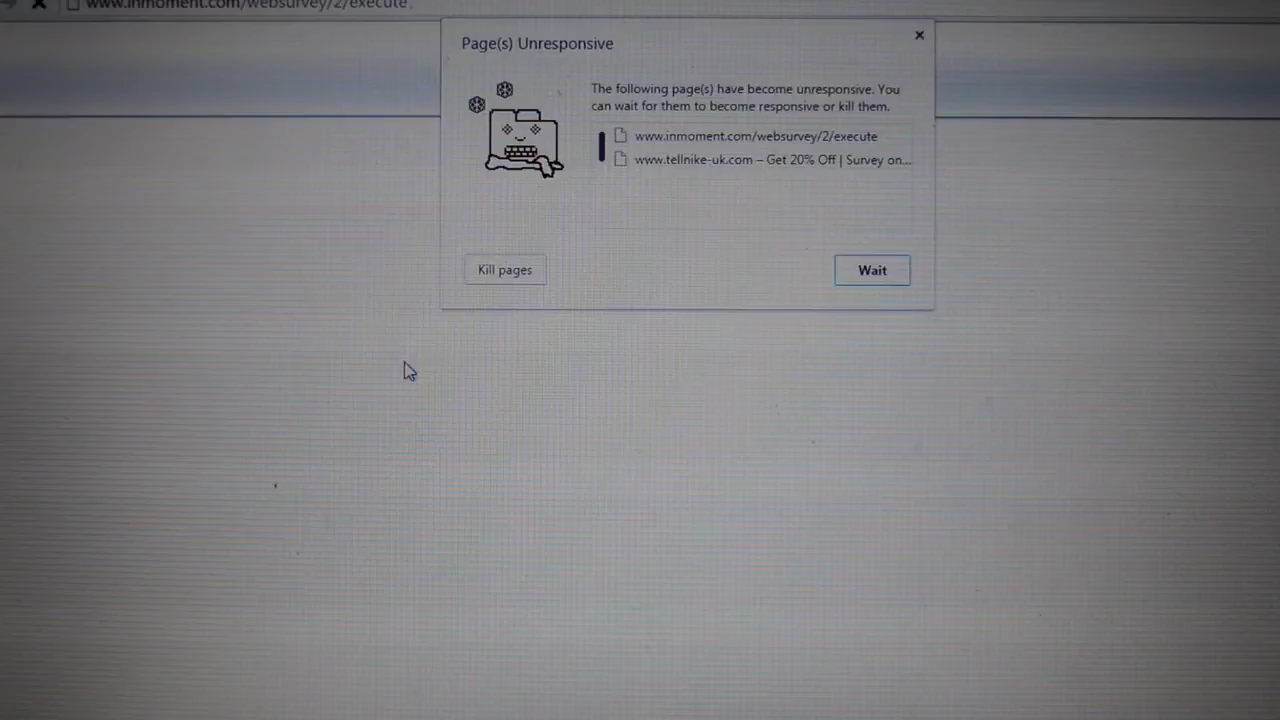 www.inmoment.com/websurvey/2/execute
Page(s) Unresponsive
The following page(s) have become unresponsive. You
can wait for them to become responsive or kill them.
www.inmoment.com/websurvey/2/execute
www.tellnike-uk.com – Get 20% Off | Survey on...
Kill pages
Wait